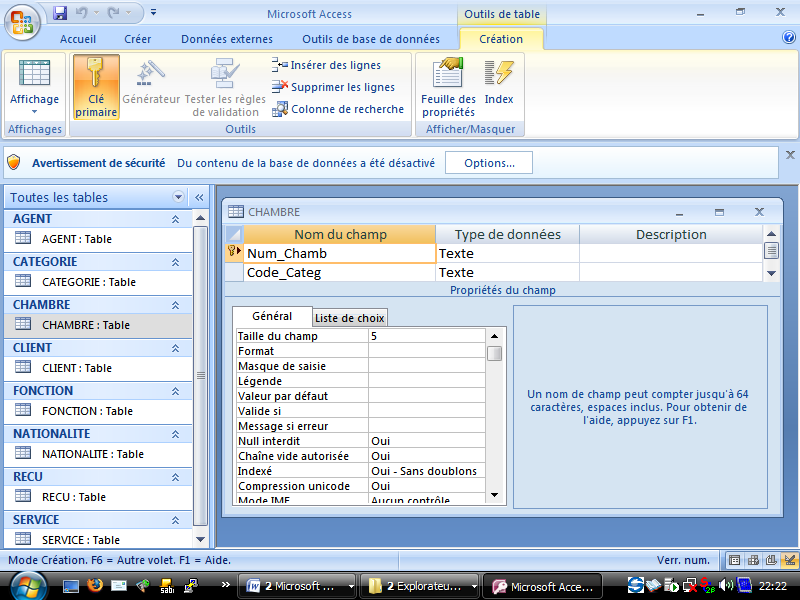 Microsoft Access
Outils de table
Accueil
Créer
Données externes
Outils de base de données
Création
Affichage
Clé primaire
Générateur
Tester les règles de validation
Insérer des lignes
Supprimer les lignes
Colonne de recherche
Feuille des propriétés
Index
Affichages
Outils
Afficher/Masquer
Avertissement de sécurité
Du contenu de la base de données a été désactivé
Options...
Toutes les tables
AGENT
AGENT : Table
CATEGORIE
CATEGORIE : Table
CHAMBRE
CHAMBRE : Table
CLIENT
CLIENT : Table
FONCTION
FONCTION : Table
NATIONALITE
NATIONALITE : Table
RECU
RECU : Table
SERVICE
SERVICE : Table
CHAMBRE
Nom du champ Type de données Description
Num_Chamb Texte
Code_Categ Texte
Propriétés du champ
Général Liste de choix
Taille du champ 5
Format
Masque de saisie
Légende
Valeur par défaut
Valide si
Message si erreur
Null interdit Oui
Chaîne vide autorisée Oui
Indexé Oui - Sans doublons
Compression unicode Oui
Mode IME Aucun contrôle
Un nom de champ peut compter jusqu'à 64
caractères, espaces inclus. Pour obtenir de
l'aide, appuyez sur F1.
Mode Création. F6 = Autre volet. F1 = Aide.
Verr. num.
2 Microsoft ...
2 Explorateu...
Microsoft Acce...
22:22